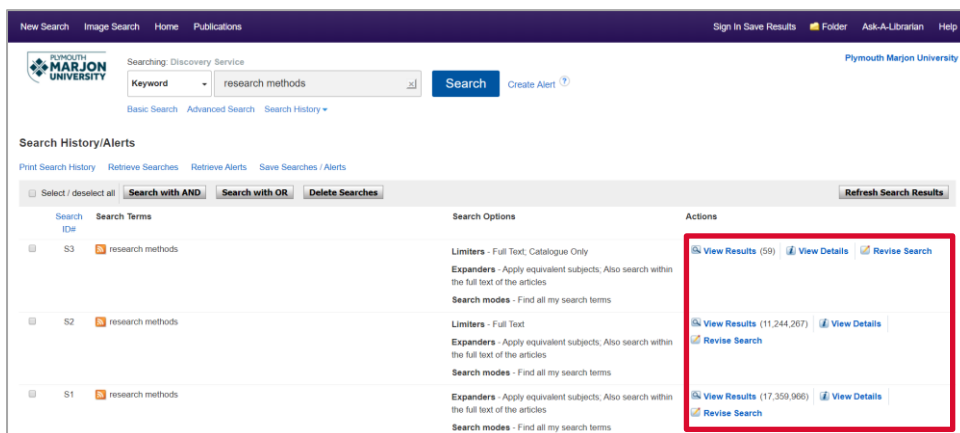 New Search Image Search Home Publications Sign In Save Results Folder Ask-A-Librarian Help
PLYMOUTH
MARJON
UNIVERSITY
Searching: Discovery Service
Plymouth Marjon University
Keyword research methods Search Create Alert ?
Basic Search Advanced Search Search History
Search History/Alerts
Print Search History Retrieve Searches Retrieve Alerts Save Searches / Alerts
Select / deselect all Search with AND Search with OR Delete Searches Refresh Search Results
Search ID# Search Terms Search Options Actions
S3 research methods Limiters - Full Text; Catalogue Only View Results (59) View Details Revise Search
Expanders - Apply equivalent subjects; Also search within
the full text of the articles
Search modes - Find all my search terms
S2 research methods Limiters - Full Text View Results (11,244,267) View Details
Expanders - Apply equivalent subjects; Also search within Revise Search
the full text of the articles
Search modes - Find all my search terms
S1 research methods Expanders - Apply equivalent subjects; Also search within View Results (17,359,966) View Details
the full text of the articles Revise Search
Search modes - Find all my search terms